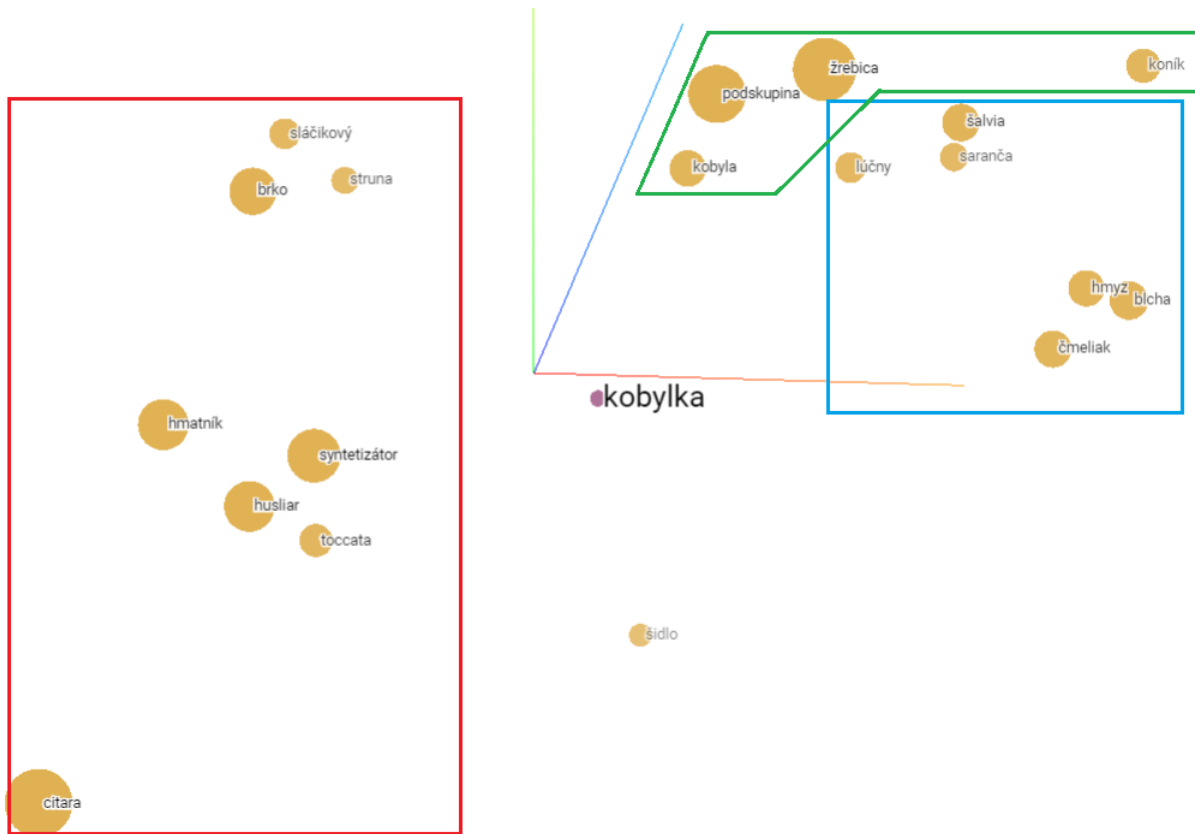 sláčikový
struna
brko
hmatník
syntetizátor
husliar
toccata
citara
žrebica
koník
podskupina
šalvia
saranča
kobyla
lúčny
hmyz
blcha
čmeliak
kobylka
šidlo